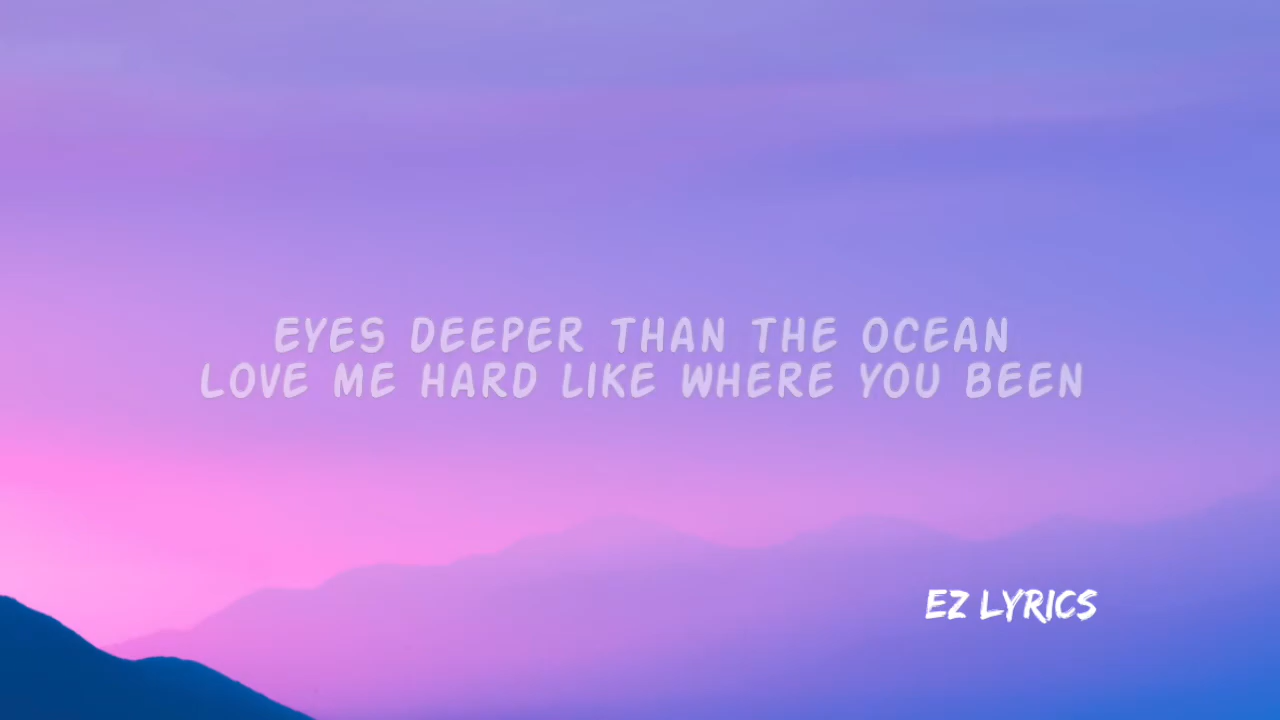 EYES DEEPER THAN THE OCEAN
LOVE ME HARD LIKE WHERE YOU BEEN
EZ LYRICS